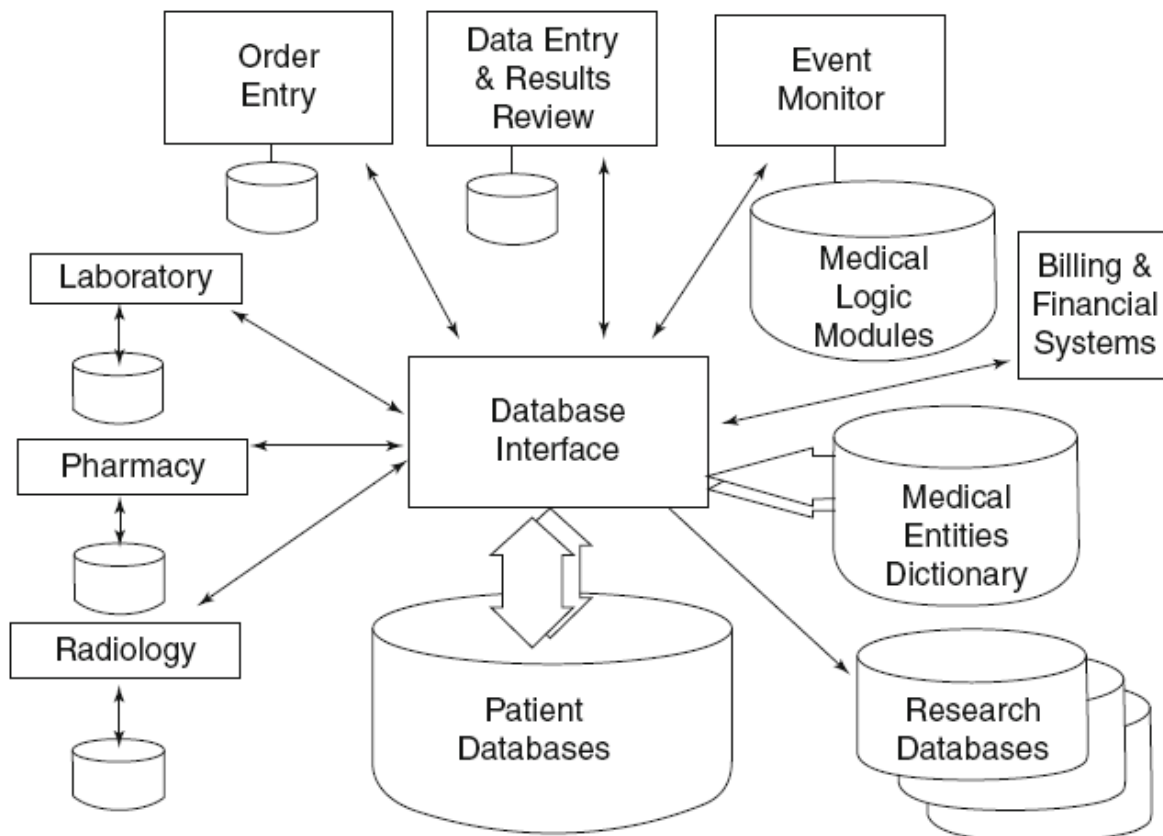 Order
Entry
Data Entry
& Results
Review
Event
Monitor
Medical
Logic
Modules
Billing &
Financial
Systems
Laboratory
Database
Interface
Pharmacy
Medical
Entities
Dictionary
Radiology
Patient
Databases
Research
Databases